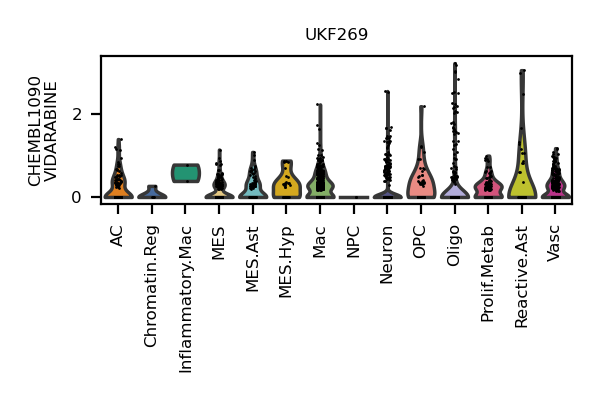 UKF269
CHEMBL1090
VIDARABINE
2
0
AC
Chromatin.Reg
Inflammatory.Mac
MES
MES.Ast
MES.Hyp
Mac
NPC
Neuron
OPC
Oligo
Prolif.Metab
Reactive.Ast
Vasc